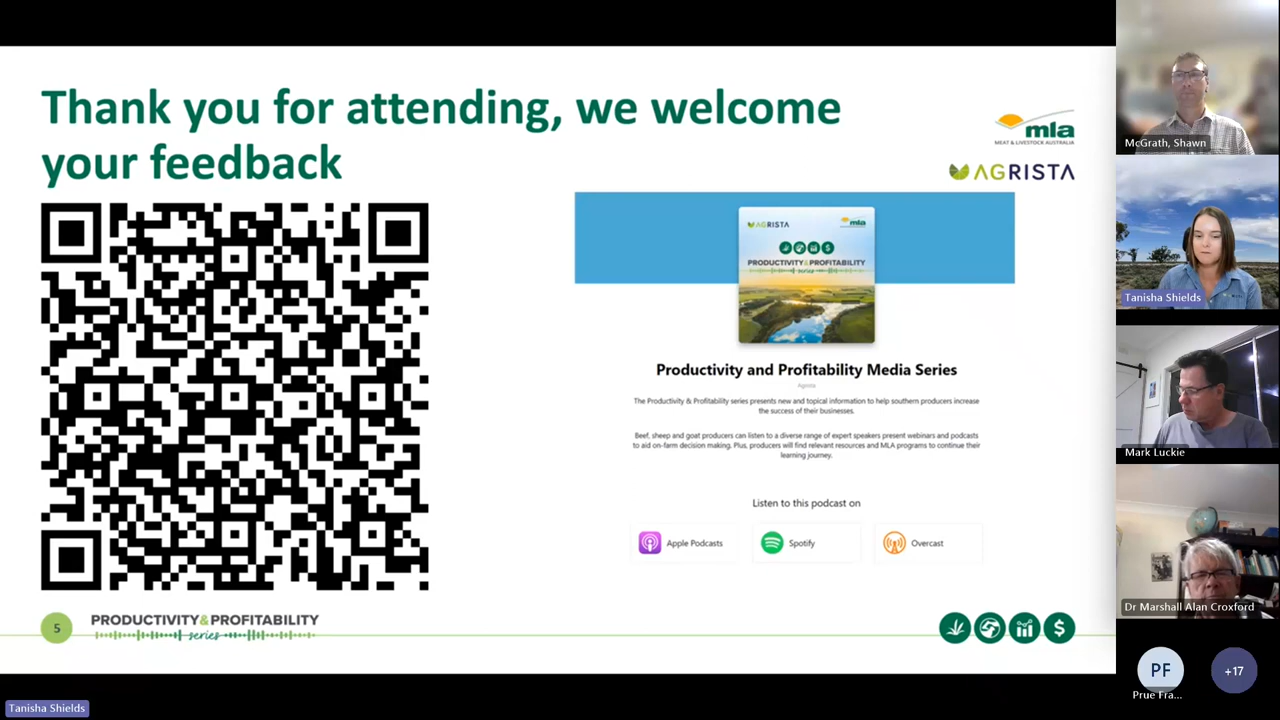 Thank you for attending, we welcome
your feedback
mla
MEAT & LIVESTOCK AUSTRALIA
AGRISTA
AGRISTA
mla
PRODUCTIVITY&PROFITABILITY
series
Productivity and Profitability Media Series
Agrista
The Productivity & Profitability series presents new and topical information to help southern producers increase
the success of their businesses.
Beef, sheep and goat producers can listen to a diverse range of expert speakers present webinars and podcasts
to aid on-farm decision making. Plus, producers will find relevant resources and MLA programs to continue their
learning journey.
Listen to this podcast on
Apple Podcasts
Spotify
Overcast
5
PRODUCTIVITY&PROFITABILITY
series
$
McGrath, Shawn
Tanisha Shields
Mark Luckie
Dr Marshall Alan Croxford
PF
Prue Fra...
+17
Tanisha Shields